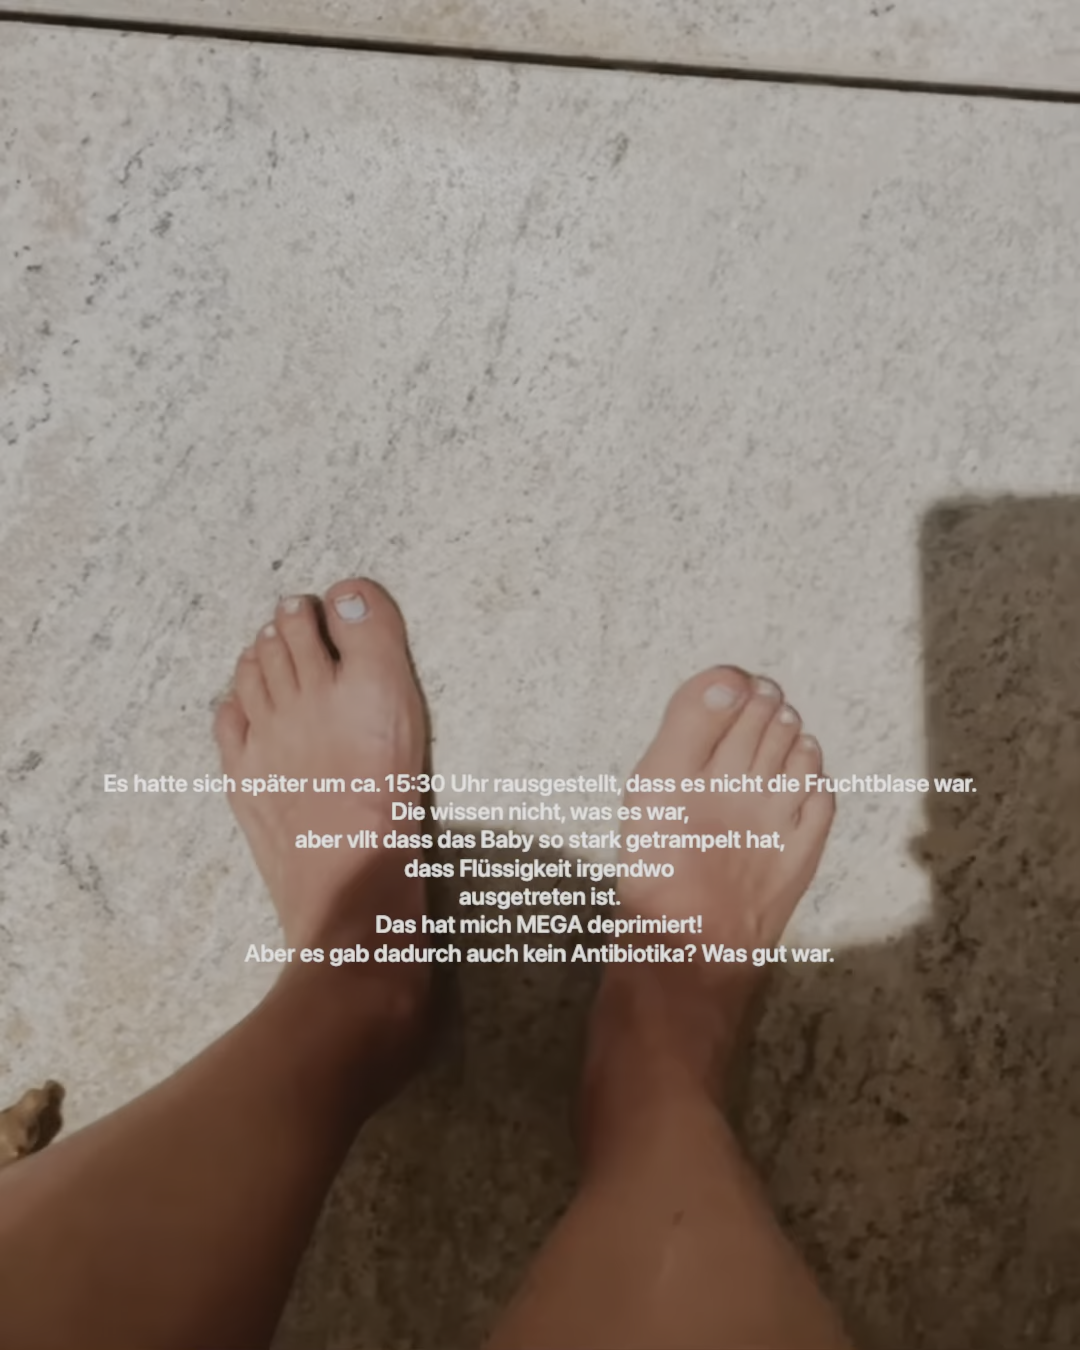 Es hatte sich später um ca. 15:30 Uhr rausgestellt, dass es nicht die Fruchtblase war.
Die wissen nicht, was es war,
aber vllt dass das Baby so stark getrampelt hat,
dass Flüssigkeit irgendwo
ausgetreten ist.
Das hat mich MEGA deprimiert!
Aber es gab dadurch auch kein Antibiotika? Was gut war.